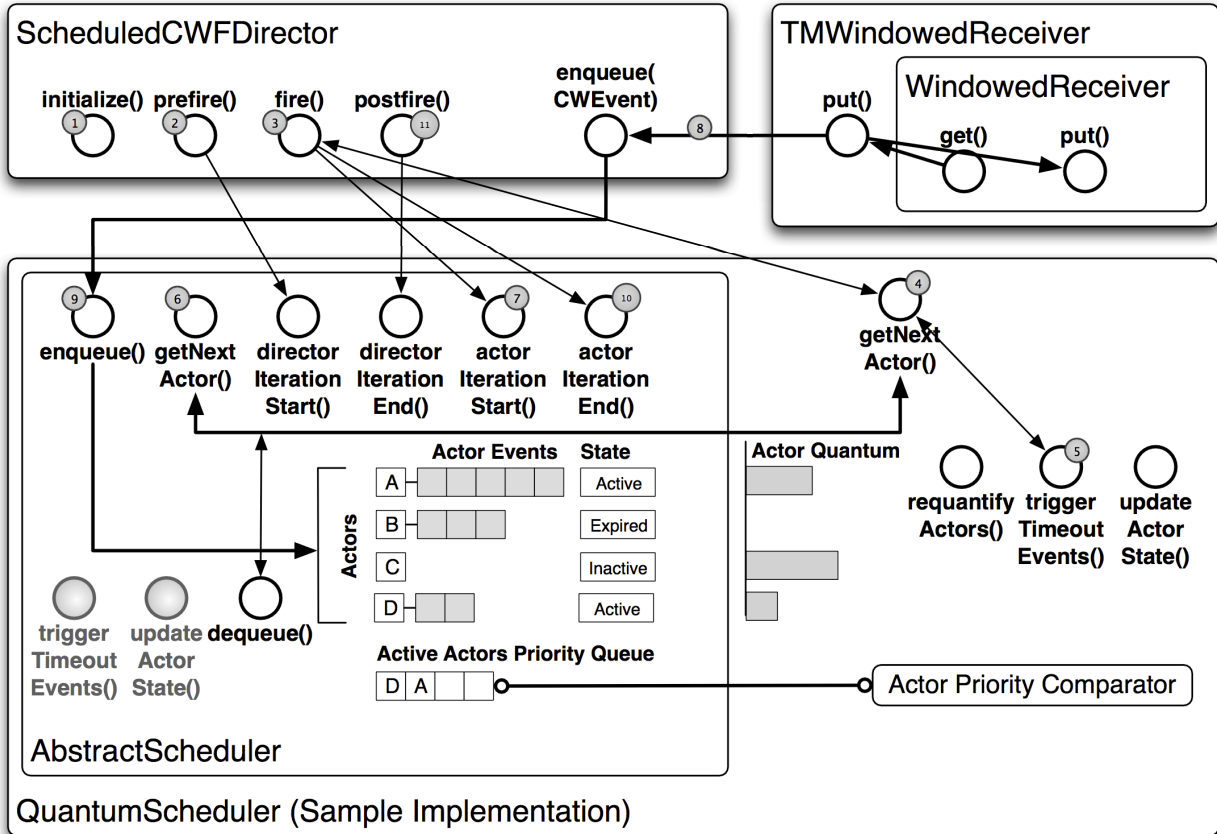 ScheduledCWFDirector
TMWindowedReceiver
WindowedReceiver
initialize() prefire() fire() postfire()
enqueue(
CWEvent)
put()
get()
put()
1
2
3
11
8
9
6
7
10
4
enqueue()
getNext
Actor()
director
Iteration
Start()
director
Iteration
End()
actor
Iteration
Start()
actor
Iteration
End()
getNext
Actor()
5
requantify
Actors()
trigger
Timeout
Events()
update
Actor
State()
Actor Events
State
Actor Quantum
Actors
A
Active
B
Expired
C
Inactive
D
Active
trigger
Timeout
Events()
update
Actor
State()
dequeue()
Active Actors Priority Queue
D A
Actor Priority Comparator
AbstractScheduler
QuantumScheduler (Sample Implementation)